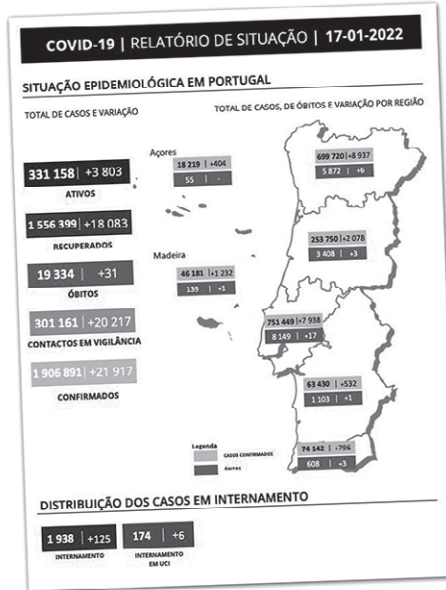 COVID-19 | RELATÓRIO DE SITUAÇÃO | 17-01-2022
SITUAÇÃO EPIDEMIOLÓGICA EM PORTUGAL
TOTAL DE CASOS E VARIAÇÃO
TOTAL DE CASOS, DE ÓBITOS E VARIAÇÃO POR REGIÃO
331 158 | +3 803
ATIVOS
1 556 399 | +18 083
RECUPERADOS
19 334 | +31
ÓBITOS
301 161 | +20 217
CONTACTOS EM VIGILÂNCIA
1 906 891 | +21 917
CONFIRMADOS
Açores
18 219 | +404
55 | -
Madeira
46 181 | +1 232
139 | +1
699 720 | +8 937
5 872 | +6
253 750 | +2 078
3 408 | +3
751 449 | +7 938
8 149 | +17
63 430 | +532
1 103 | +1
74 142 | +796
608 | +3
Legenda
CASOS CONFIRMADOS
ÓBITOS
DISTRIBUIÇÃO DOS CASOS EM INTERNAMENTO
1 938 | +125
INTERNAMENTO
174 | +6
INTERNAMENTO
EM UCI